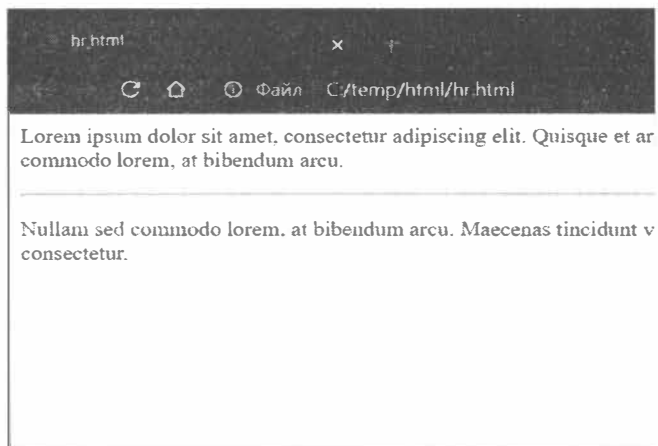 hr.html
Файл C:/temp/html/hr.html
Lorem ipsum dolor sit amet, consectetur adipiscing elit. Quisque et ar
commodo lorem, at bibendum arcu.
Nullam sed commodo lorem, at bibendum arcu. Maecenas tincidunt v
consectetur.